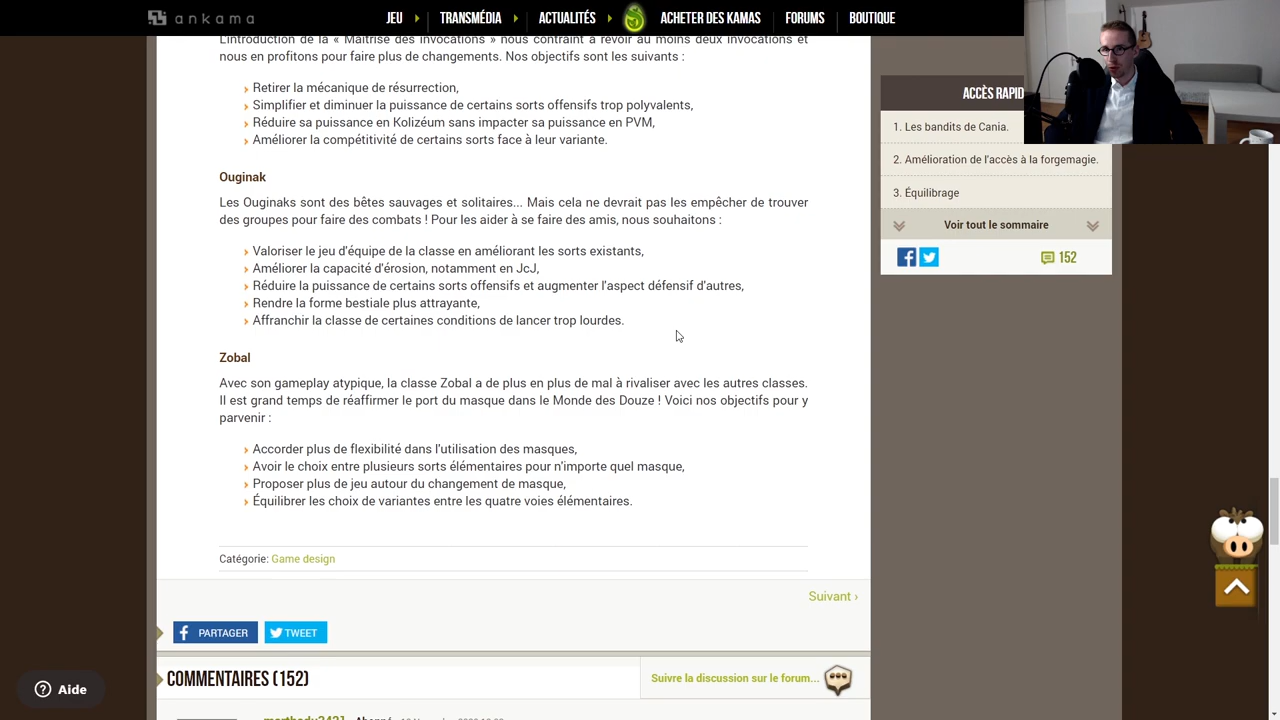 ankama
JEU
TRANSMÉDIA
ACTUALITÉS
ACHETER DES KAMAS
FORUMS
BOUTIQUE
L'introduction de la « Maîtrise des invocations » nous contraint à revoir au moins deux invocations et
nous en profitons pour faire plus de changements. Nos objectifs sont les suivants :
Retirer la mécanique de résurrection,
Simplifier et diminuer la puissance de certains sorts offensifs trop polyvalents,
Réduire sa puissance en Kolizéum sans impacter sa puissance en PVM,
Améliorer la compétitivité de certains sorts face à leur variante.
Ouginak
Les Ouginaks sont des bêtes sauvages et solitaires... Mais cela ne devrait pas les empêcher de trouver
des groupes pour faire des combats ! Pour les aider à se faire des amis, nous souhaitons :
Valoriser le jeu d'équipe de la classe en améliorant les sorts existants,
Améliorer la capacité d'érosion, notamment en JcJ,
Réduire la puissance de certains sorts offensifs et augmenter l'aspect défensif d'autres,
Rendre la forme bestiale plus attrayante,
Affranchir la classe de certaines conditions de lancer trop lourdes.
Zobal
Avec son gameplay atypique, la classe Zobal a de plus en plus de mal à rivaliser avec les autres classes.
Il est grand temps de réaffirmer le port du masque dans le Monde des Douze ! Voici nos objectifs pour y
parvenir :
Accorder plus de flexibilité dans l'utilisation des masques,
Avoir le choix entre plusieurs sorts élémentaires pour n'importe quel masque,
Proposer plus de jeu autour du changement de masque,
Équilibrer les choix de variantes entre les quatre voies élémentaires.
Catégorie: Game design
Suivant ›
PARTAGER
TWEET
COMMENTAIRES (152)
Suivre la discussion sur le forum...
ACCÈS RAPID
1. Les bandits de Cania.
2. Amélioration de l'accès à la forgemagie.
3. Équilibrage
Voir tout le sommaire
152
Aide